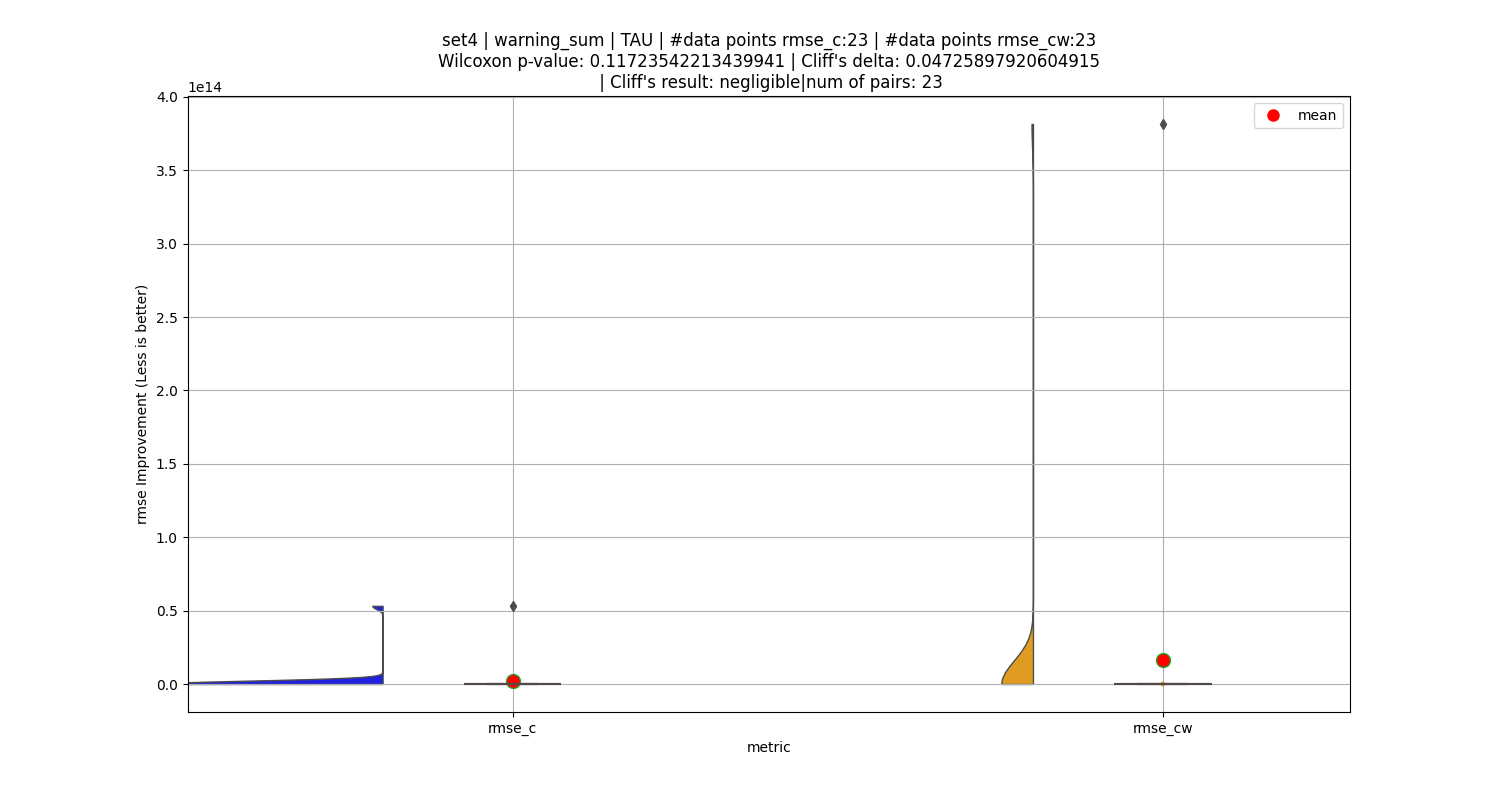 set4 | warning_sum | TAU | #data points rmse_c:23 | #data points rmse_cw:23
Wilcoxon p-value: 0.11723542213439941 | Cliff's delta: 0.04725897920604915
| Cliff's result: negligible|num of pairs: 23
1e14
4.0
mean
3.5
3.0
2.5
2.0
1.5
1.0
0.5
0.0
rmse Improvement (Less is better)
rmse_c
rmse_cw
metric